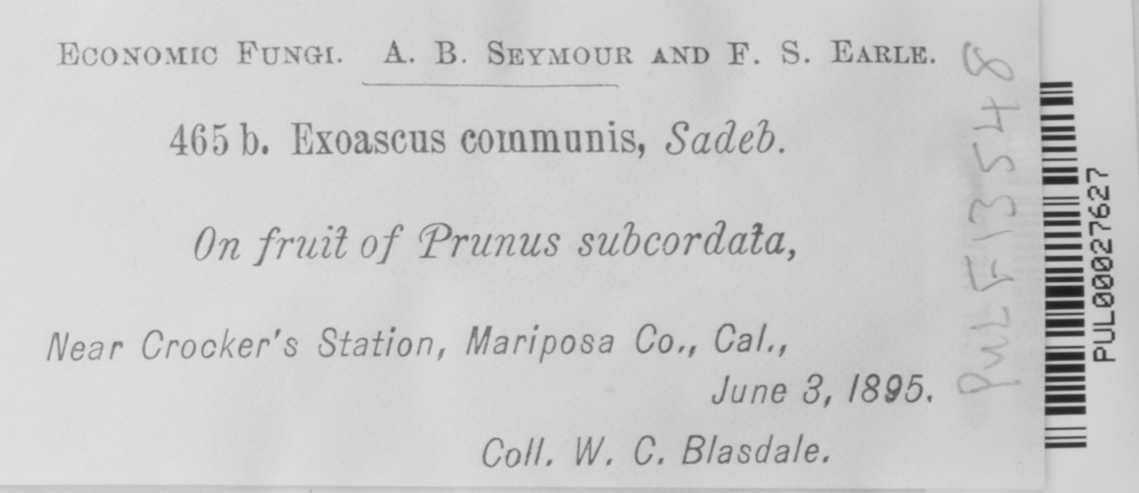 Economic Fungi. A. B. Seymour and F. S. Earle.
465 b. Exoascus communis, Sadeb.
On fruit of Prunus subcordata,
Near Crocker's Station, Mariposa Co., Cal.,
June 3, 1895.
Coll. W. C. Blasdale.
PUL F13548
PUL00027627